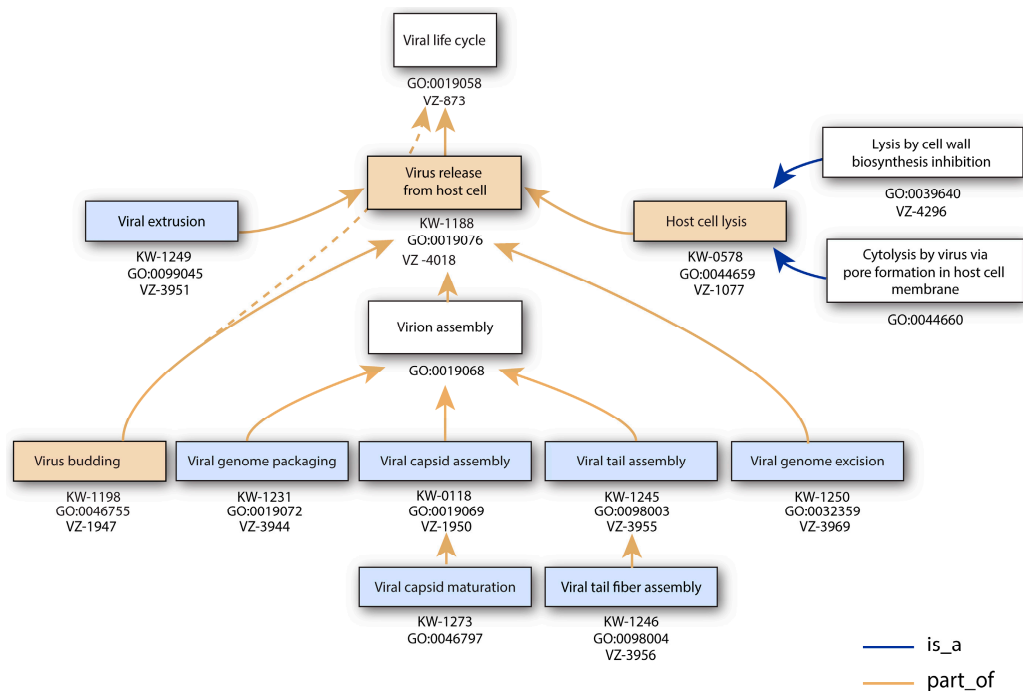 Viral life cycle
GO:0019058
VZ-873
Virus release
from host cell
KW-1188
GO:0019076
VZ -4018
Lysis by cell wall
biosynthesis inhibition
GO:0039640
VZ-4296
Viral extrusion
KW-1249
GO:0099045
VZ-3951
Host cell lysis
KW-0578
GO:0044659
VZ-1077
Cytolysis by virus via
pore formation in host cell
membrane
GO:0044660
Virion assembly
GO:0019068
Virus budding
KW-1198
GO:0046755
VZ-1947
Viral genome packaging
KW-1231
GO:0019072
VZ-3944
Viral capsid assembly
KW-0118
GO:0019069
VZ-1950
Viral tail assembly
KW-1245
GO:0098003
VZ-3955
Viral genome excision
KW-1250
GO:0032359
VZ-3969
Viral capsid maturation
KW-1273
GO:0046797
Viral tail fiber assembly
KW-1246
GO:0098004
VZ-3956
is_a
part_of